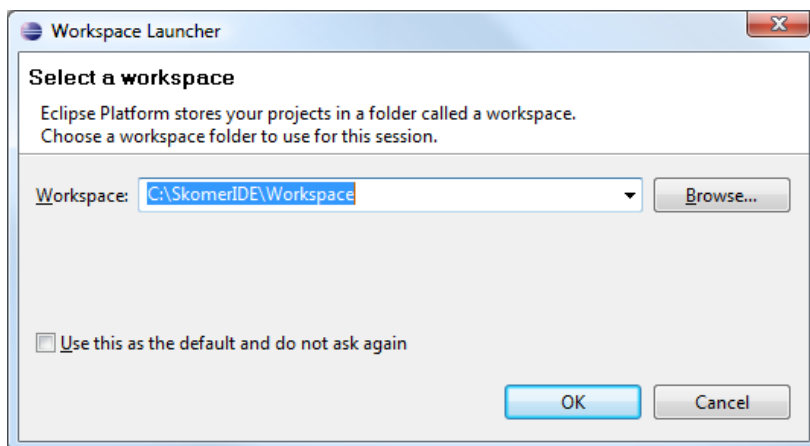 Workspace Launcher
Select a workspace
Eclipse Platform stores your projects in a folder called a workspace.
Choose a workspace folder to use for this session.
Workspace: C:\SkomerIDE\Workspace Browse...
Use this as the default and do not ask again
OK Cancel